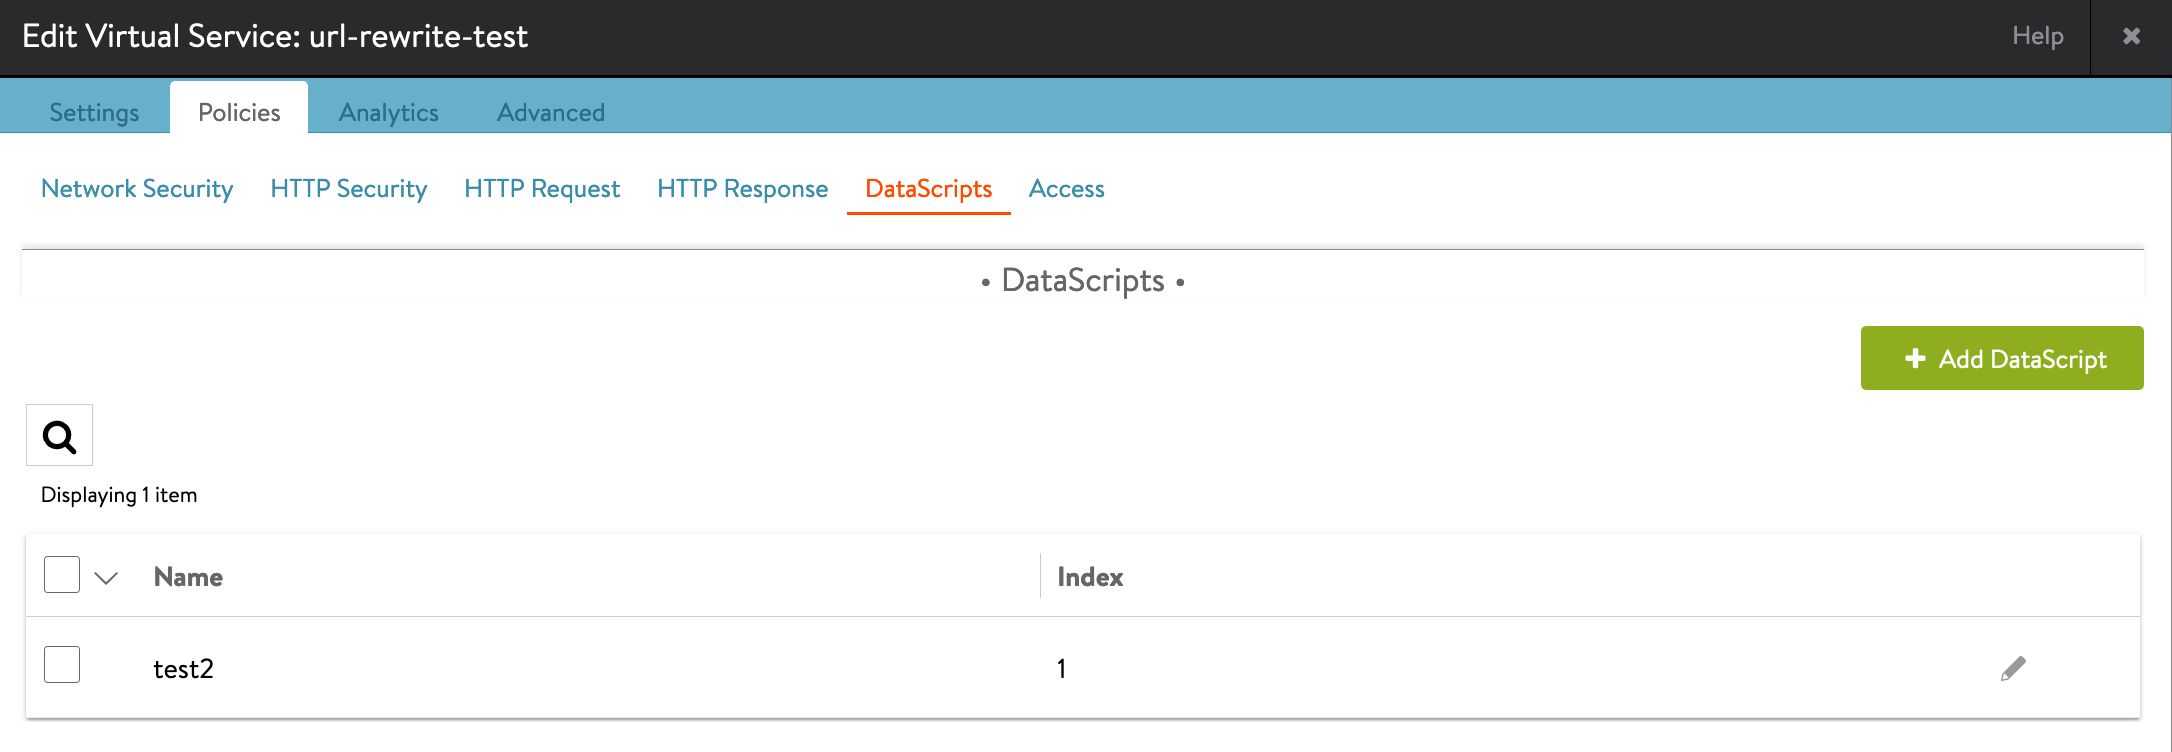 Edit Virtual Service: url-rewrite-test Help
Settings Policies Analytics Advanced
Network Security HTTP Security HTTP Request HTTP Response DataScripts Access
• DataScripts •
Add DataScript
Displaying 1 item
Name Index
test2 1